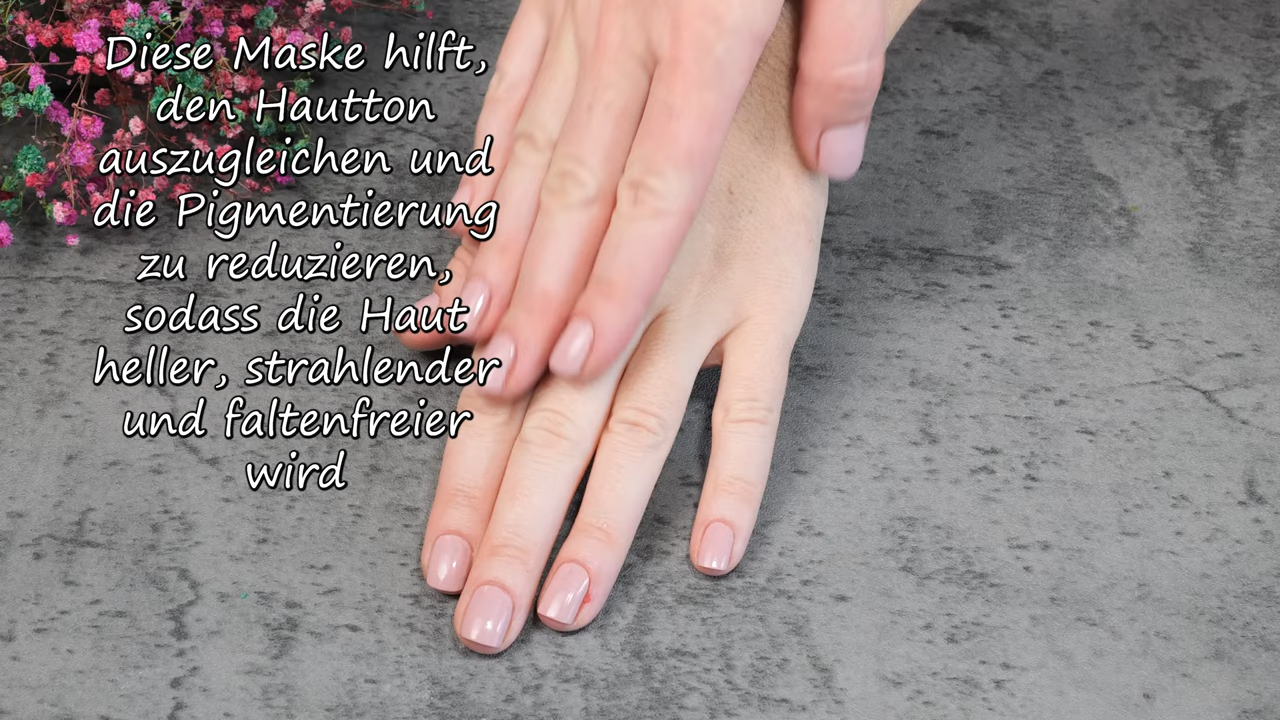 Diese Maske hilft,
den Hautton
auszugleichen und
die Pigmentierung
zu reduzieren,
sodass die Haut
heller, strahlender
und faltenfreier
wird